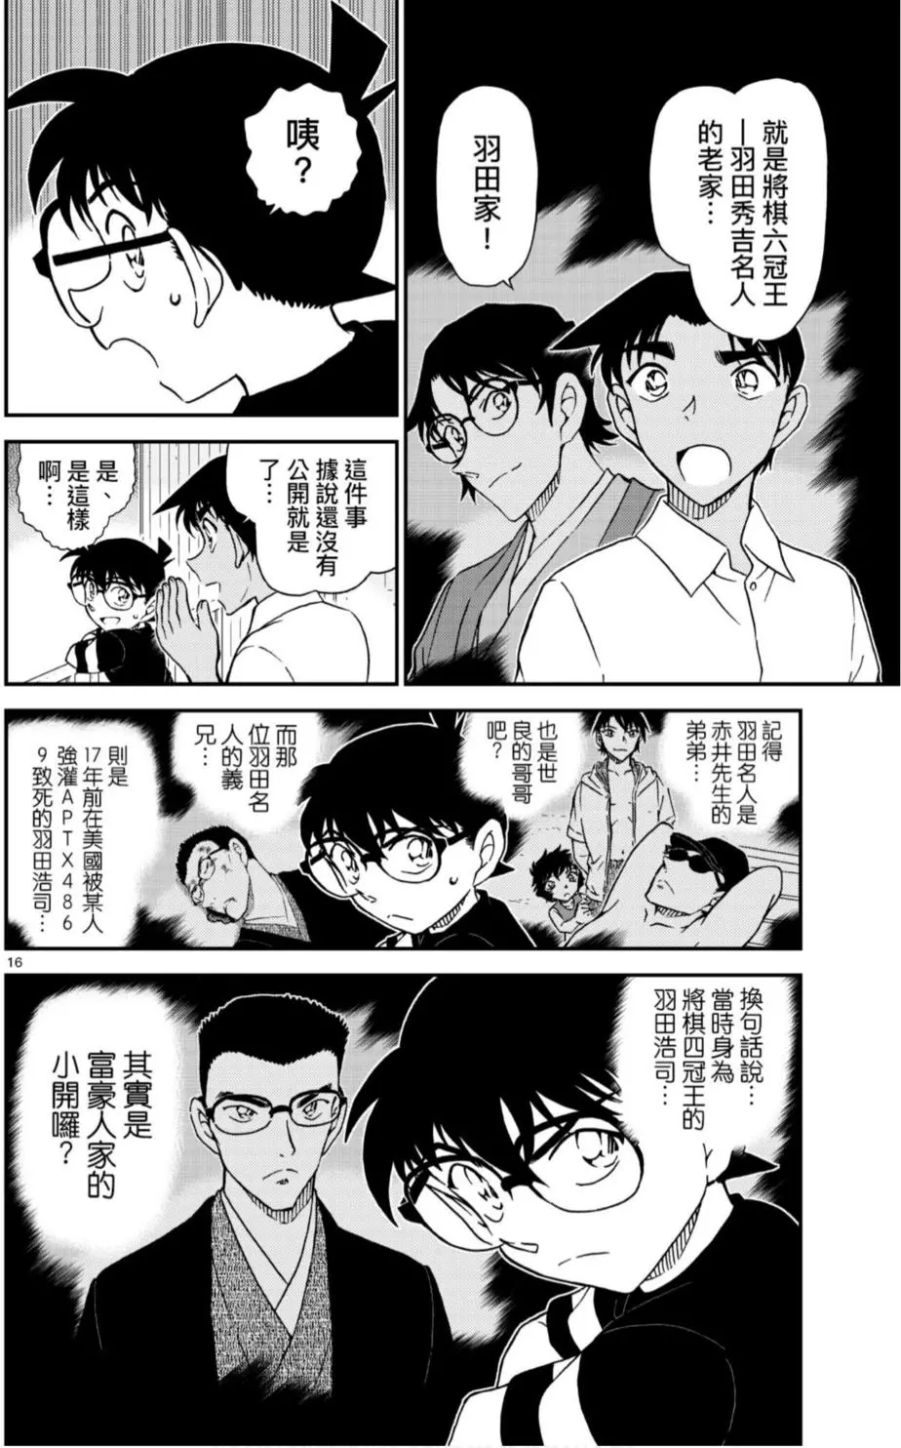 就是將棋六冠王
—羽田秀吉名人
的老家…
羽田家！
咦？
這件事
據說還沒有
公開就是
了…
是、
是這樣
啊…
記得
羽田名人是
赤井先生的
弟弟…
也是世
良的哥哥
吧？
而那
位羽田名
人的義
兄…
則是
17年前在美國被某人
強灌APTX486
9致死的羽田浩司…
16
換句話說…
當時身為
將棋四冠王的
羽田浩司…
其實是
富豪人家的
小開囉？